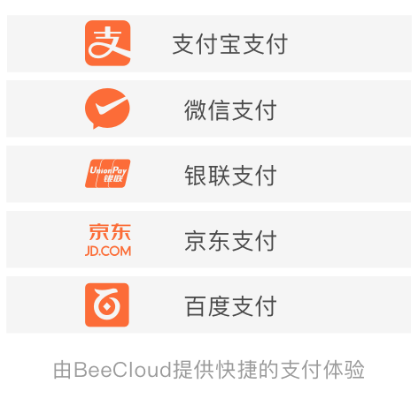 支 支付宝支付
微信支付
UnionPay
银联 银联支付
京东
JD.COM 京东支付
百度支付
由BeeCloud提供快捷的支付体验